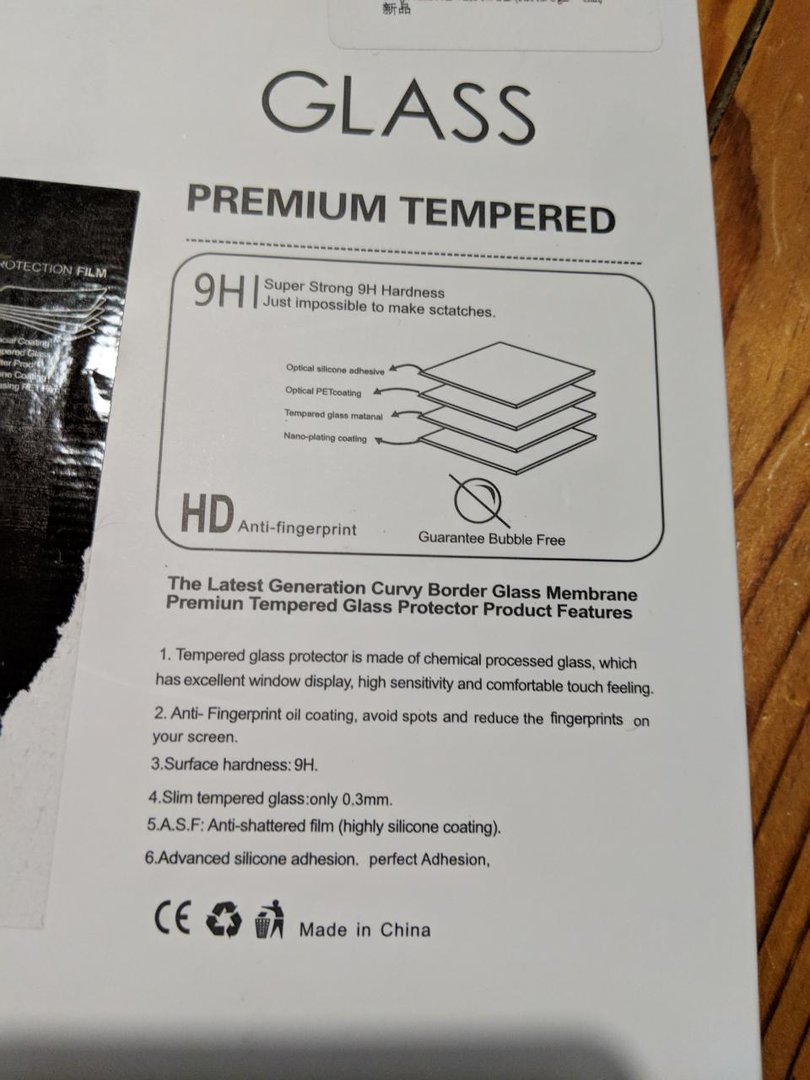 新品
GLASS
PREMIUM TEMPERED
OTECTION FILM
9H
Super Strong 9H Hardness
Just impossible to make sctatches.
Optical silicone adhesive
Optical PETcoating
Tempared glass matanal
Nano-plating coating
HD Anti-fingerprint
Guarantee Bubble Free
The Latest Generation Curvy Border Glass Membrane
Premiun Tempered Glass Protector Product Features
1. Tempered glass protector is made of chemical processed glass, which
has excellent window display, high sensitivity and comfortable touch feeling.
2. Anti- Fingerprint oil coating, avoid spots and reduce the fingerprints on
your screen.
3.Surface hardness: 9H.
4.Slim tempered glass:only 0.3mm.
5.A.S.F: Anti-shattered film (highly silicone coating).
6.Advanced silicone adhesion. perfect Adhesion,
CE Made in China